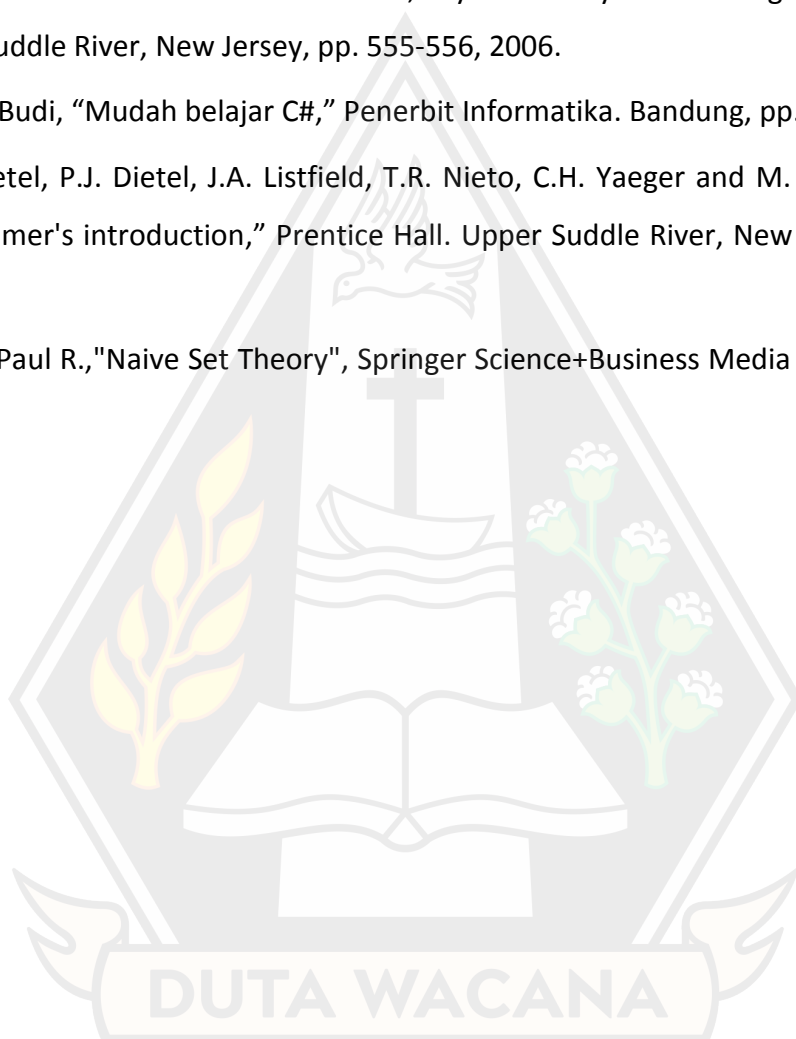 uddle River, New Jersey, pp. 555-556, 2006.
Budi, “Mudah belajar C#,” Penerbit Informatika. Bandung, pp.
etel, P.J. Dietel, J.A. Listfield, T.R. Nieto, C.H. Yaeger and M.
mer's introduction,” Prentice Hall. Upper Suddle River, New
Paul R.,"Naive Set Theory", Springer Science+Business Media
DUTA WACANA